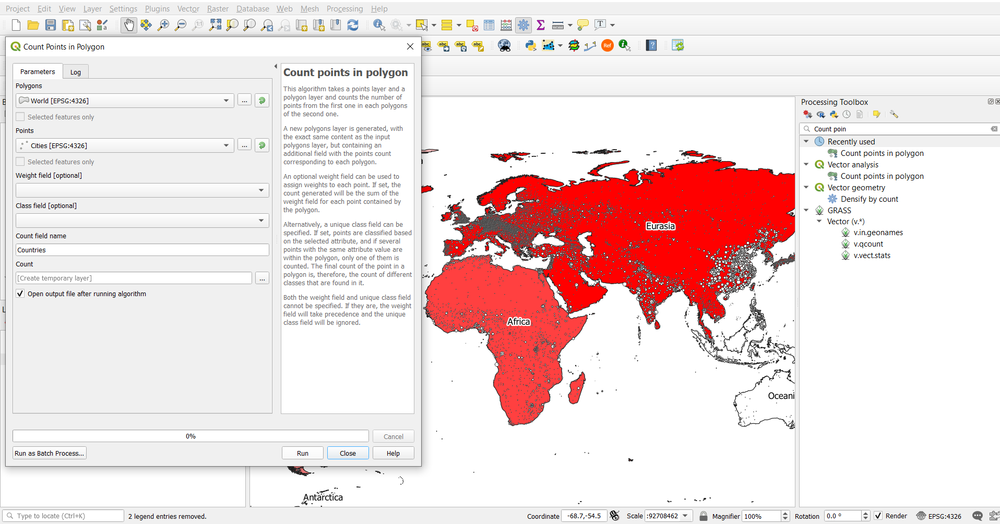 Project Edit View Layer Settings Plugins Vector Raster Database Web Mesh Processing Help
Count Points in Polygon
Parameters
Log
Polygons
World [EPSG:4326]
...
Selected features only
Points
Cities [EPSG:4326]
...
Selected features only
Weight field [optional]
Class field [optional]
Count field name
Countries
Count
[Create temporary layer]
...
Open output file after running algorithm
Count points in polygon
This algorithm takes a points layer and a
polygon layer and counts the number of
points from the first one in each polygons
of the second one.
A new polygons layer is generated, with
the exact same content as the input
polygons layer, but containing an
additional field with the points count
corresponding to each polygon.
An optional weight field can be used to
assign weights to each point. If set, the
count generated will be the sum of the
weight field for each point contained by
the polygon.
Alternatively, a unique class field can be
specified. If set, points are classified based
on the selected attribute, and if several
points with the same attribute value are
within the polygon, only one of them is
counted. The final count of the point in a
polygon is, therefore, the count of different
classes that are found in it.
Both the weight field and unique class field
cannot be specified. If they are, the weight
field will take precedence and the unique
class field will be ignored.
0%
Cancel
Run as Batch Process...
Run
Close
Help
abc abc abc abc
Ref
Eurasia
Africa
Oceani
Antarctica
Processing Toolbox
Count poin
Recently used
Count points in polygon
Vector analysis
Count points in polygon
Vector geometry
Densify by count
GRASS
Vector (v.*)
v.in.geonames
v.qcount
v.vect.stats
Type to locate (Ctrl+K)
2 legend entries removed.
Coordinate -68.7,-54.5
Scale :92708462
Magnifier 100%
Rotation 0.0 °
Render
EPSG:4326